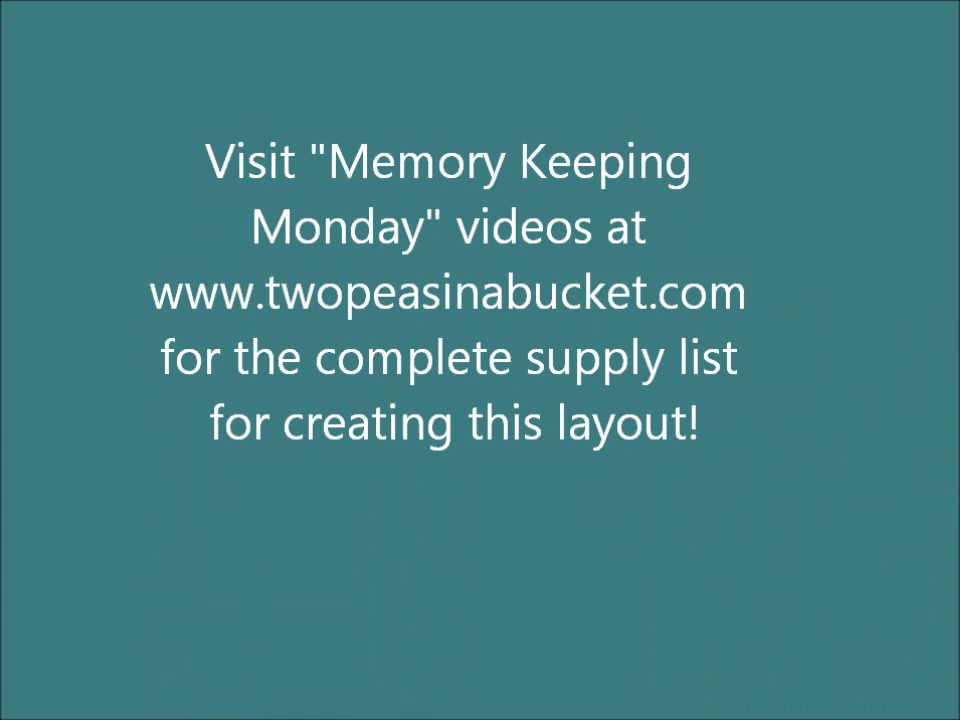 Visit "Memory Keeping
Monday" videos at
www.twopeasinabucket.com
for the complete supply list
for creating this layout!